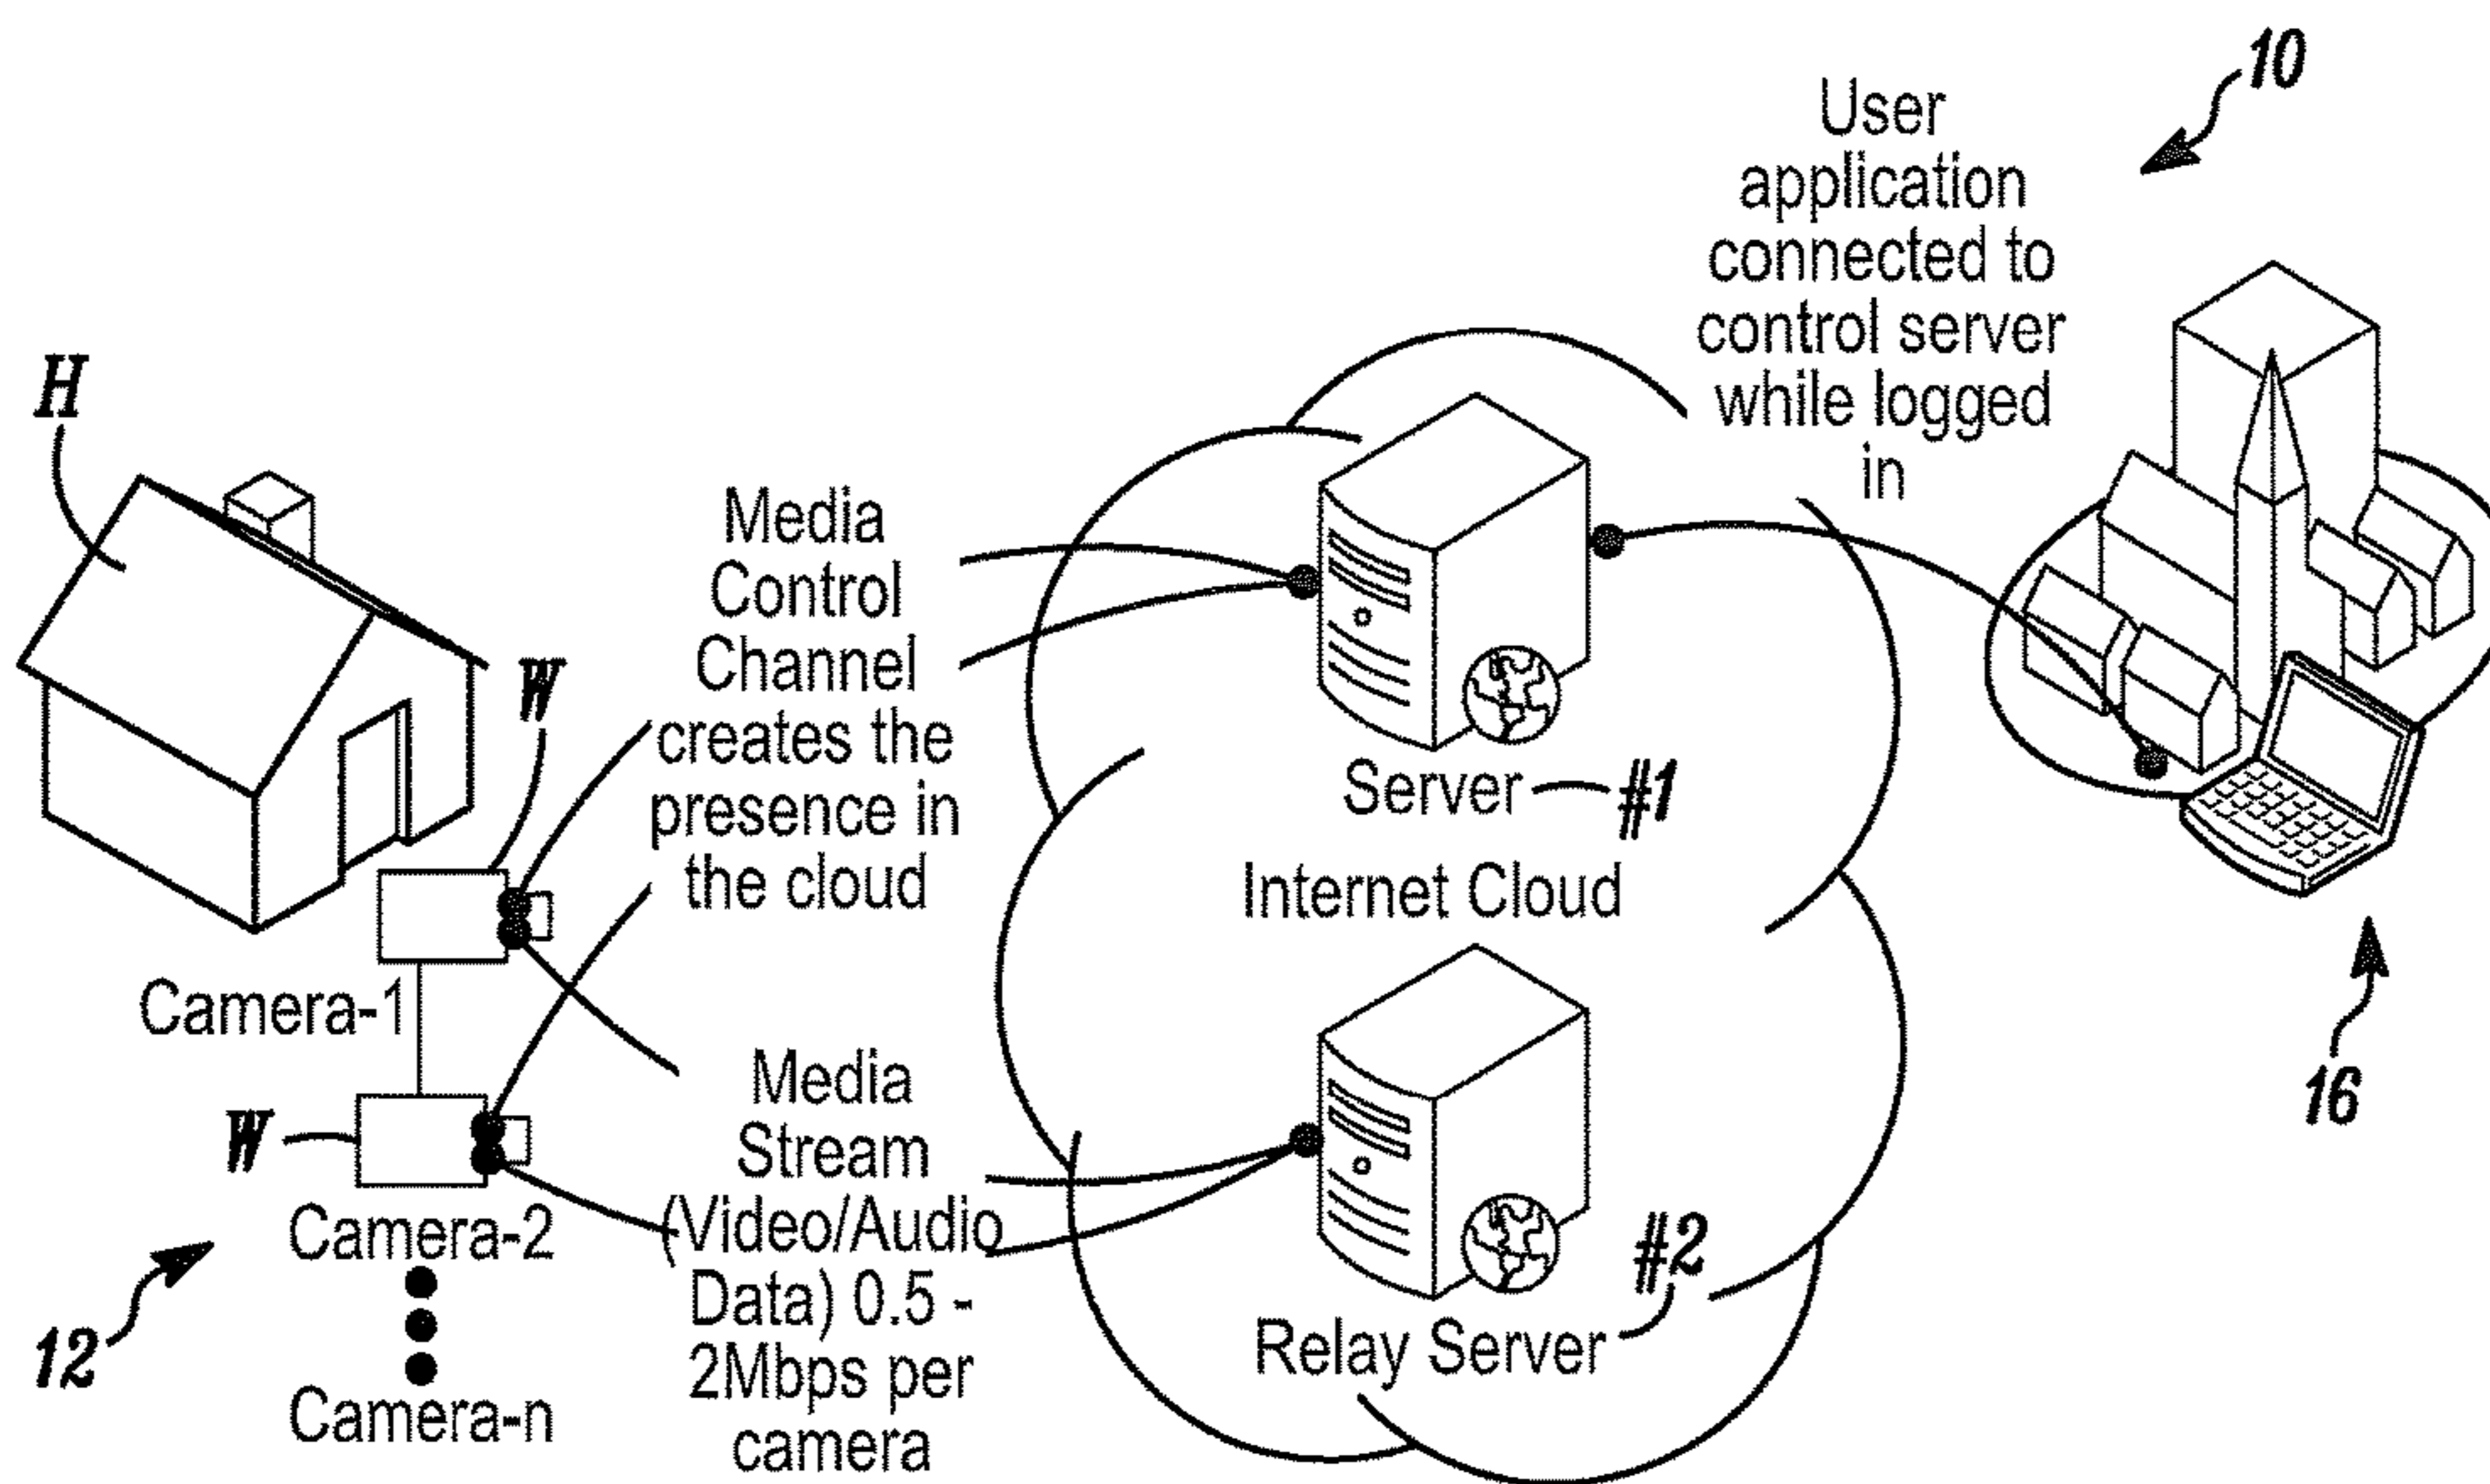 10
User
application
connected to
control server
while logged
in
H
Media
Control
Channel
creates the
presence in
the cloud
W
Server
#1
Internet Cloud
Camera-1
W
Camera-2
Camera-n
12
Media
Stream
(Video/Audio
Data) 0.5 -
2Mbps per
camera
#2
Relay Server
16